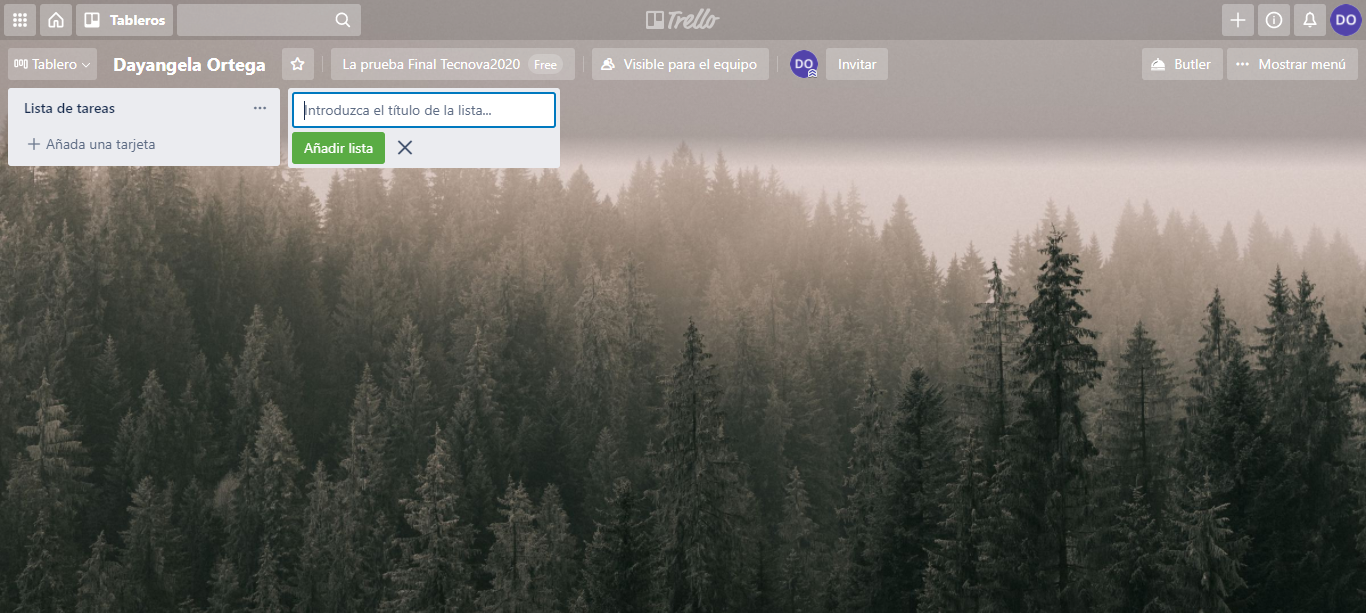 Tableros
Trello
DO
Tablero
Dayangela Ortega
La prueba Final Tecnova2020 Free
Visible para el equipo
DO
Invitar
Butler
Mostrar menú
Lista de tareas
Añada una tarjeta
Introduzca el título de la lista...
Añadir lista